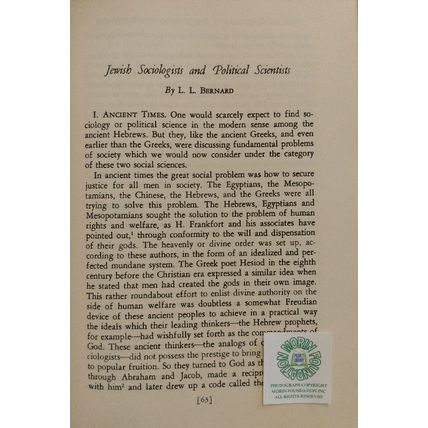 Jewish Sociologists and Political Scientists
By L. L. BERNARD
I. ANCIENT TIMES. One would scarcely expect to find so-
ciology or political science in the modern sense among the
ancient Hebrews. But they, like the ancient Greeks, and even
earlier than the Greeks, were discussing fundamental problems
of society which we would now consider under the category
of these two social sciences.
In ancient times the great social problem was how to secure
justice for all men in society. The Egyptians, the Mesopo-
tamians, the Chinese, the Hebrews, and the Greeks were all
trying to solve this problem. The Hebrews, Egyptians and
Mesopotamians sought the solution to the problem of human
rights and welfare, as H. Frankfort and his associates have
pointed out,¹ through conformity to the will and dispensation
of their gods. The heavenly or divine order was set up, ac-
cording to these authors, in the form of an idealized and per-
fected mundane system. The Greek poet Hesiod in the eighth
century before the Christian era expressed a similar idea when
he stated that men had created the gods in their own image.
This rather roundabout effort to enlist divine authority on the
side of human welfare was doubtless a somewhat Freudian
device of these ancient peoples to achieve in a practical way
the ideals which their leading thinkers—the Hebrew prophets,
for example—had wishfully set forth as the commandments of
God. These ancient thinkers—the analogs of
ciologists—did not possess the prestige to bring
to popular fruition. So they turned to God as th
through Abraham and Jacob, made a recipr
with him² and later drew up a code called the
[63]
MORIN FOUNDATION
PHOTOGRAPH COPYRIGHT
MORIN FOUNDATION INC
ALL RIGHTS RESERVED